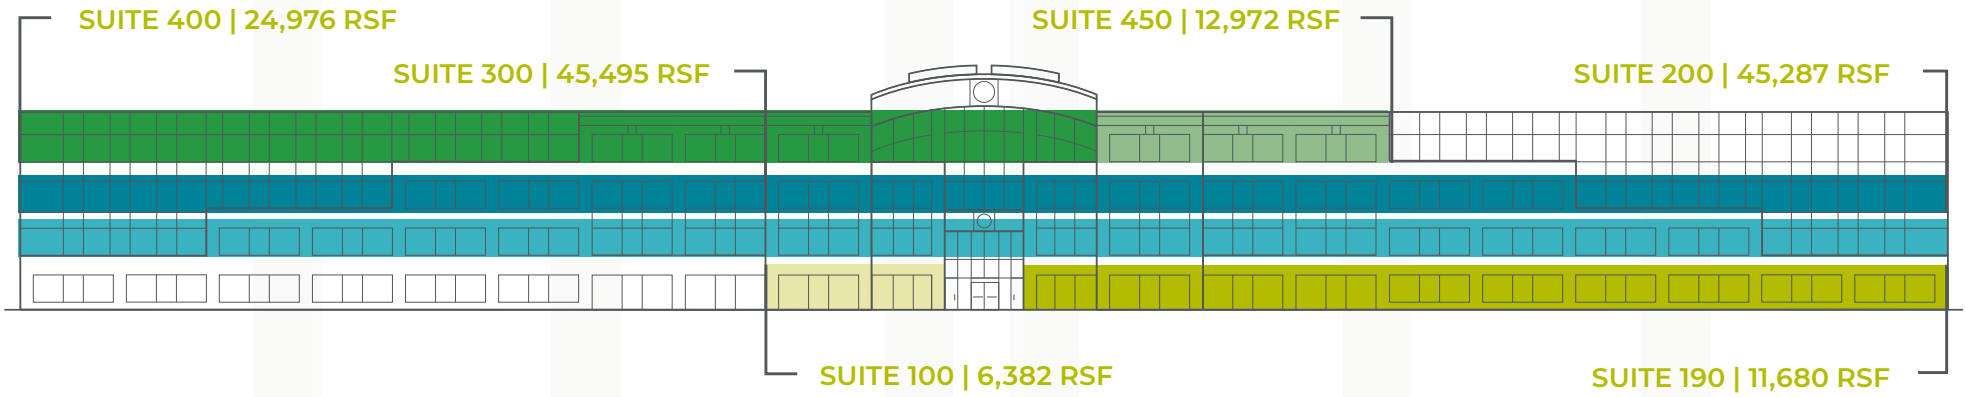 SUITE 400 | 24,976 RSF
SUITE 450 | 12,972 RSF
SUITE 300 | 45,495 RSF
SUITE 200 | 45,287 RSF
SUITE 100 | 6,382 RSF
SUITE 190 | 11,680 RSF